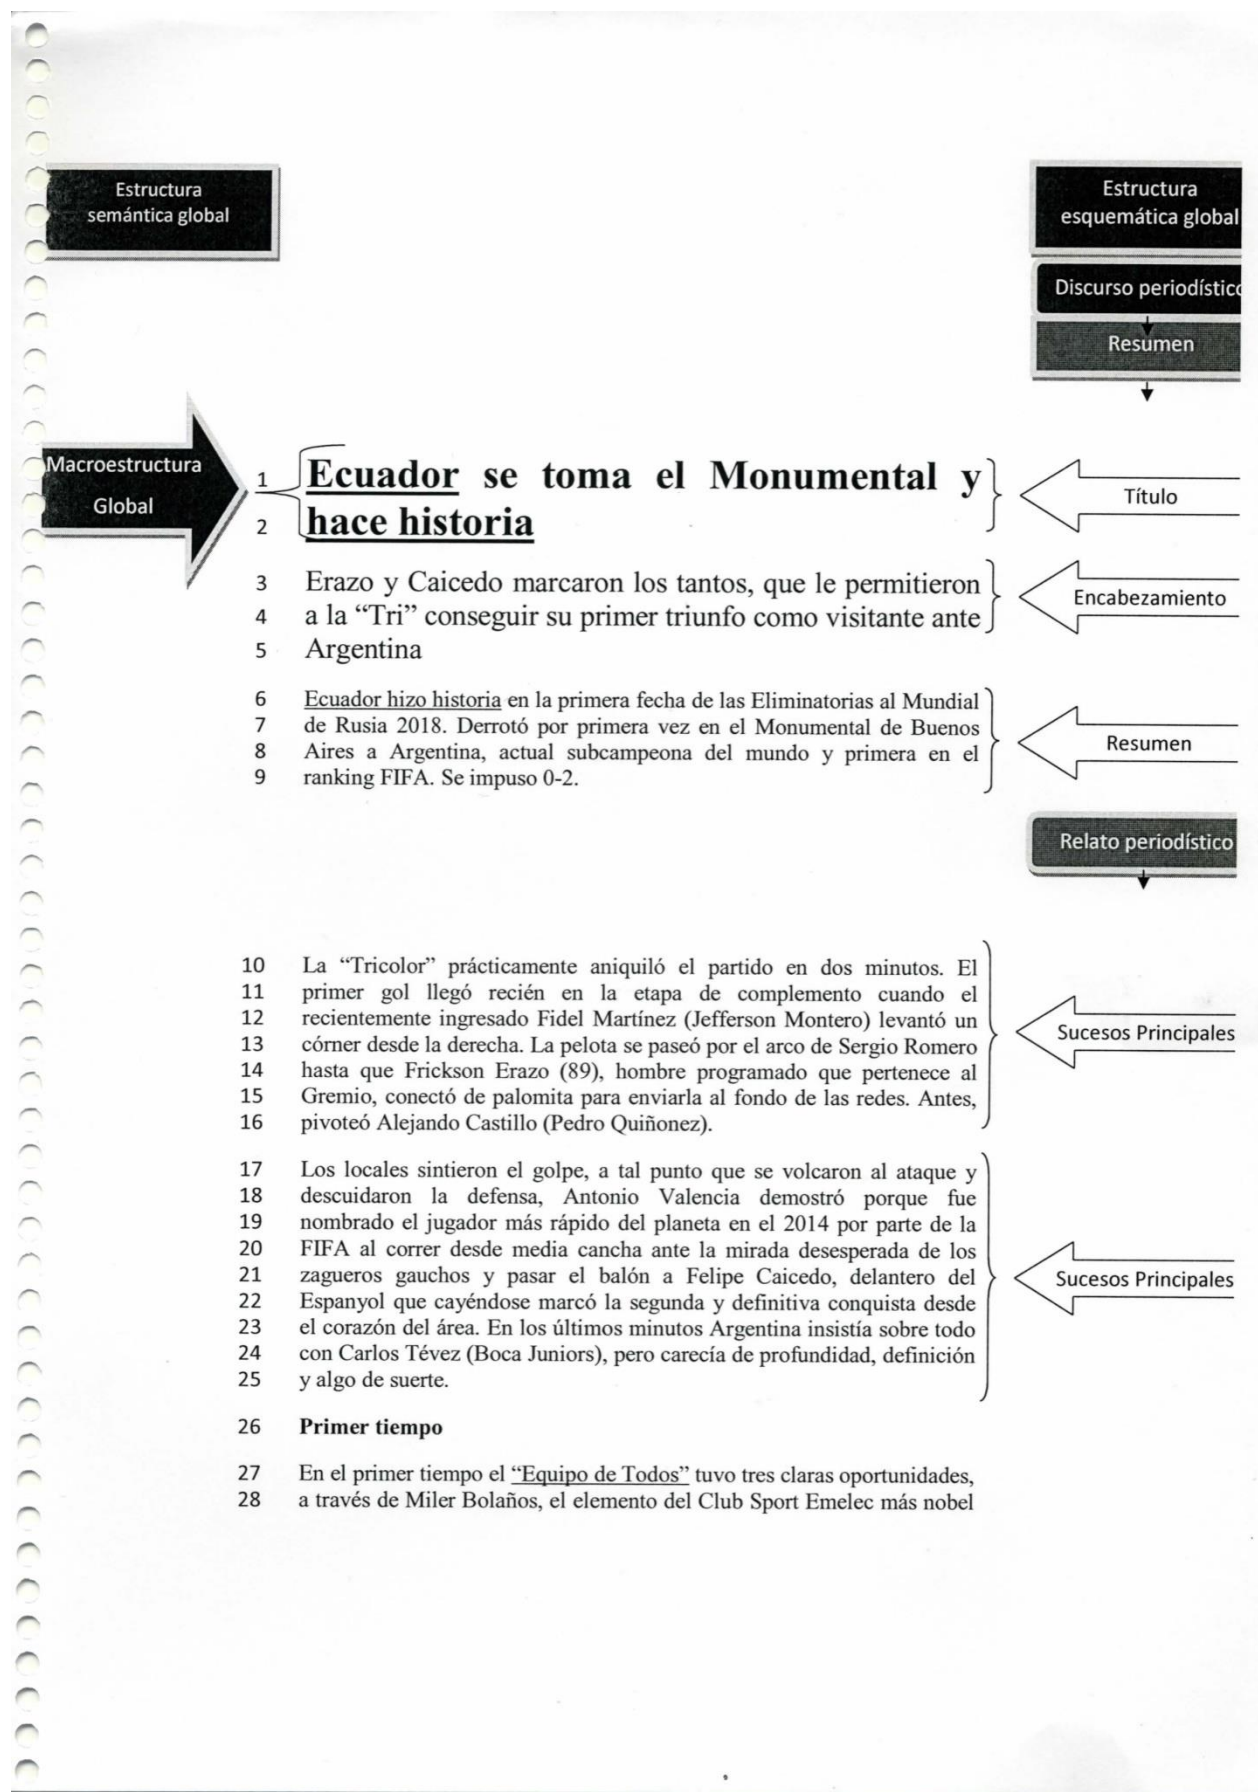 Estructura
semántica global
Estructura
esquemática global
Discurso periodístico
Resumen
Macroestructura
Global
1 Ecuador se toma el Monumental y
2 hace historia
Título
3 Erazo y Caicedo marcaron los tantos, que le permitieron
4 a la “Tri” conseguir su primer triunfo como visitante ante
5 Argentina
Encabezamiento
6 Ecuador hizo historia en la primera fecha de las Eliminatorias al Mundial
7 de Rusia 2018. Derrotó por primera vez en el Monumental de Buenos
8 Aires a Argentina, actual subcampeona del mundo y primera en el
9 ranking FIFA. Se impuso 0-2.
Resumen
Relato periodístico
10 La “Tricolor” prácticamente aniquiló el partido en dos minutos. El
11 primer gol llegó recién en la etapa de complemento cuando el
12 recientemente ingresado Fidel Martínez (Jefferson Montero) levantó un
13 córner desde la derecha. La pelota se paseó por el arco de Sergio Romero
14 hasta que Frickson Erazo (89), hombre programado que pertenece al
15 Gremio, conectó de palomita para enviarla al fondo de las redes. Antes,
16 pivoteó Alejando Castillo (Pedro Quiñonez).
Sucesos Principales
17 Los locales sintieron el golpe, a tal punto que se volcaron al ataque y
18 descuidaron la defensa, Antonio Valencia demostró porque fue
19 nombrado el jugador más rápido del planeta en el 2014 por parte de la
20 FIFA al correr desde media cancha ante la mirada desesperada de los
21 zagueros gauchos y pasar el balón a Felipe Caicedo, delantero del
22 Espanyol que cayéndose marcó la segunda y definitiva conquista desde
23 el corazón del área. En los últimos minutos Argentina insistía sobre todo
24 con Carlos Tévez (Boca Juniors), pero carecía de profundidad, definición
25 y algo de suerte.
Sucesos Principales
26 Primer tiempo
27 En el primer tiempo el “Equipo de Todos” tuvo tres claras oportunidades,
28 a través de Miler Bolaños, el elemento del Club Sport Emelec más nobel